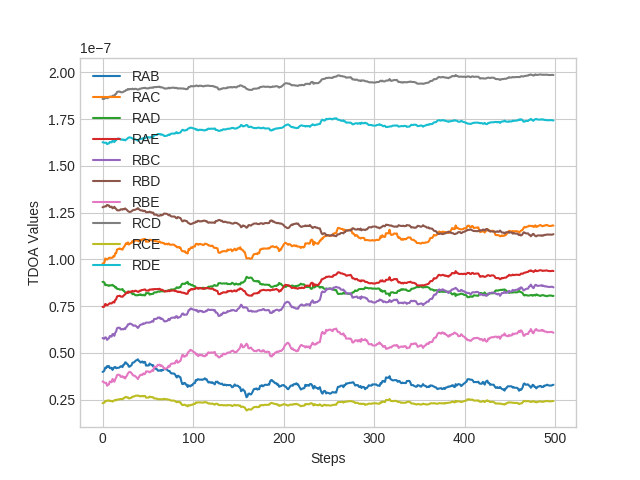 1e−7
2.00
1.75
1.50
1.25
1.00
0.75
0.50
0.25
TDOA Values
RAB
RAC
RAD
RAE
RBC
RBD
RBE
RCD
RCE
RDE
0 100 200 300 400 500
Steps